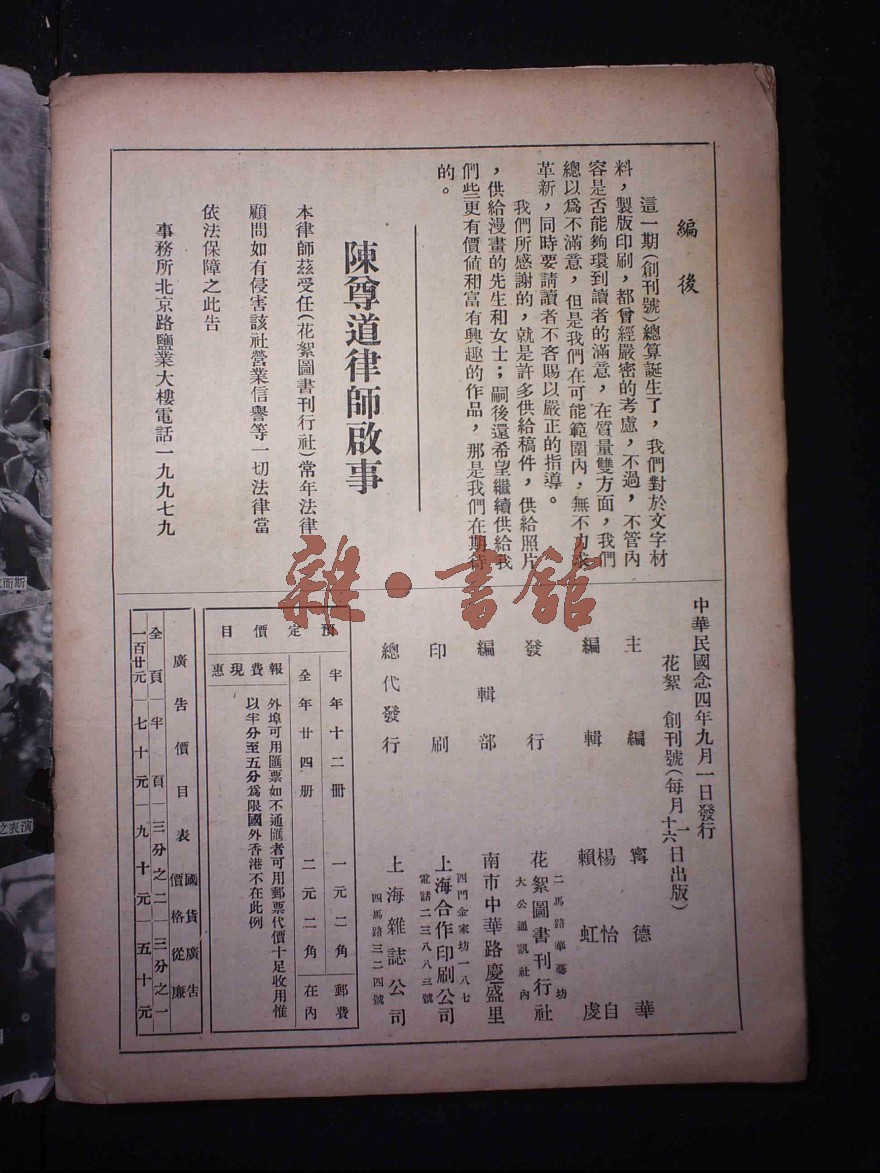 編後
這一期(創刊號)總算誕生了,我們對於文字材
料,製版印刷,都曾經嚴密的考慮,不過,不管內
容是否能夠環到讀者的滿意,在質量雙方面,我們
總以爲不滿意,但是我們在可能範圍內,無不力求
革新,同時要請讀者不吝賜以嚴正的指導。
我們所感謝的,就是許多供給稿件,供給照片
,供給漫畫的先生和女士;嗣後還希望繼續供給我
們些更有價値和富有興趣的作品,那是我們在期待
的。
陳尊道律師啟事
本律師茲受任(花絮圖書刊行社)常年法律
顧問如有侵害該社營業信譽等一切法律當
依法保障之此告
事務所北京路鹽業大樓電話一九九七九
中華民國念四年九月一日發行
花絮 創刊號(每月一十六日出版)
主編 寗德華
編輯 楊怡自
賴虹虔
發行 二馬路華藝坊
花絮圖書刊行社
大公通訊社內
編輯部 南市中華路慶盛里
印刷 四門金家坊一八七
上海合作印刷公司
電話二三八八三號
總代發行 上海雜誌公司
四馬路三二四號
預定價目
半年十二冊 一元二角 郵費
全年廿四册 二元二角 在內
報費現惠
外埠可用匯票如不通匯者可用郵票代價十足收用惟
以半分至五分爲限國外香港不在此例
廣告價目表 國貨廣告
價格從廉
全頁 半頁 三分之二 三分之一
一百廿元 七十元 九十元 五十元
雜·書館
而斯
之表演